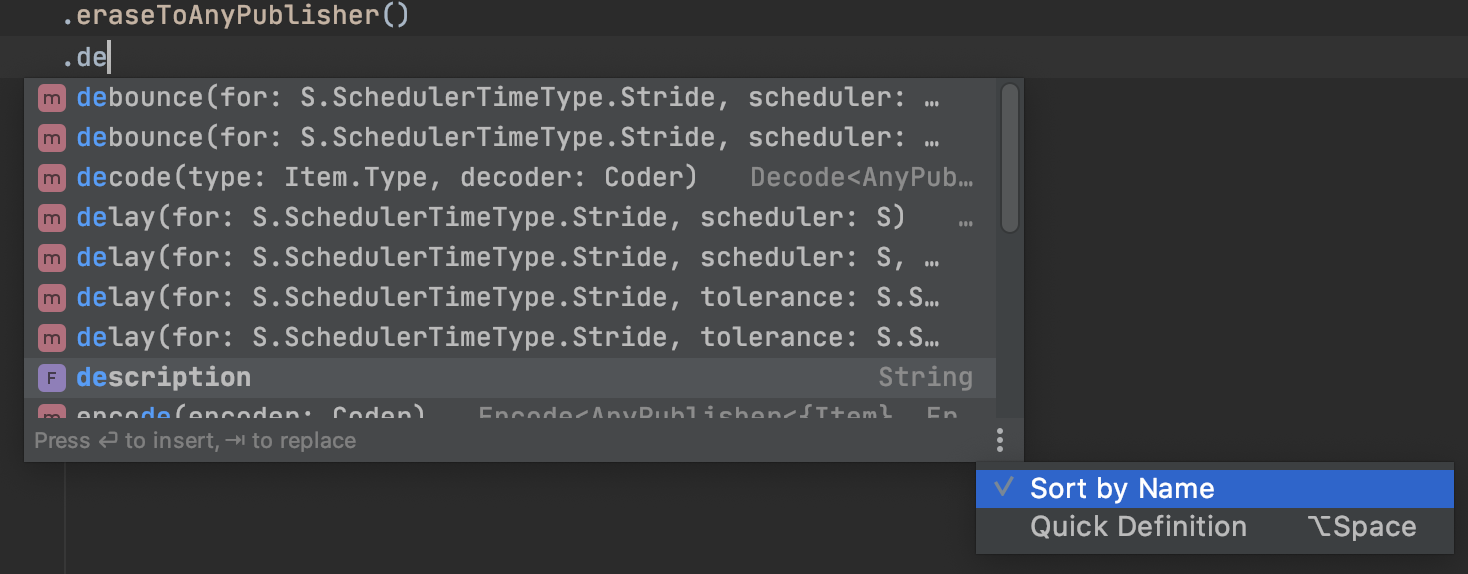 .eraseToAnyPublisher()
.de
m debounce(for: S.SchedulerTimeType.Stride, scheduler: …
m debounce(for: S.SchedulerTimeType.Stride, scheduler: …
m decode(type: Item.Type, decoder: Coder) Decode<AnyPub…
m delay(for: S.SchedulerTimeType.Stride, scheduler: S) …
m delay(for: S.SchedulerTimeType.Stride, scheduler: S, …
m delay(for: S.SchedulerTimeType.Stride, tolerance: S.S…
m delay(for: S.SchedulerTimeType.Stride, tolerance: S.S…
F description String
m encode(encoder: Coder) Encode<AnyPublisher<{Item}, Er…
Press ⏎ to insert, ⇥ to replace
✓ Sort by Name
Quick Definition ⌥Space